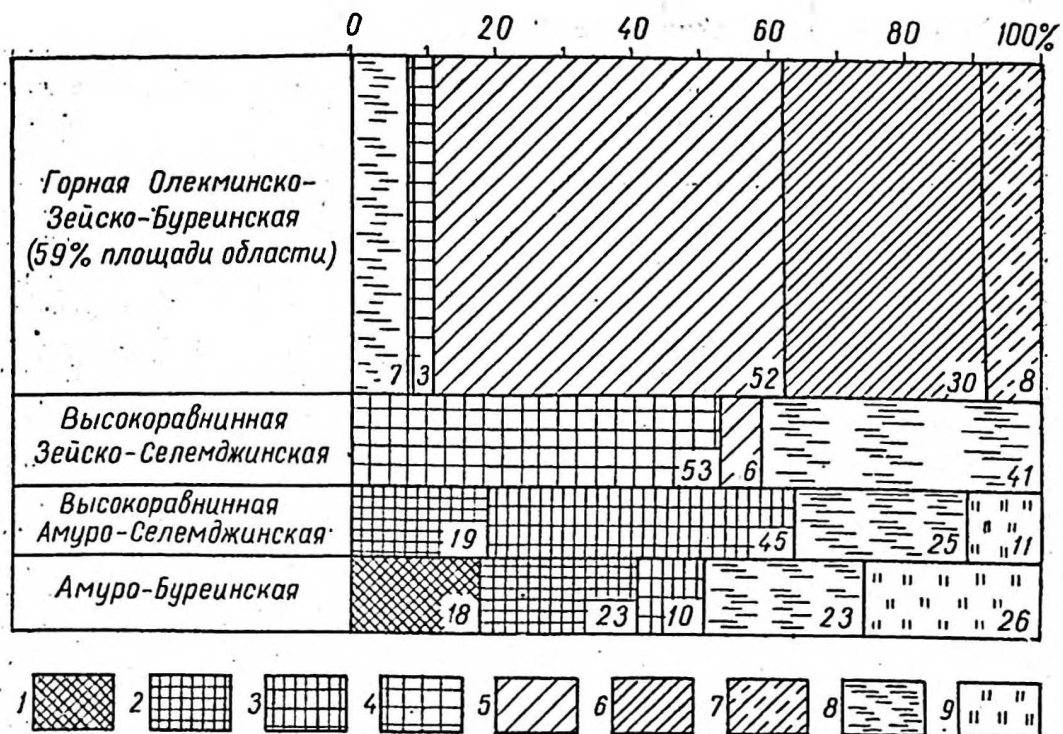 0 20 40 60 80 100%
Горная Олекминско-
Зейско-Буреинская
(59% площади области)
7 3 52 30 8
Высокоравнинная
Зейско-Селемджинская
53 6 41
Высокоравнинная
Амуро-Селемджинская
19 45 25 11
Амуро-Буреинская
18 23 10 23 26
1 2 3 4 5 6 7 8 9